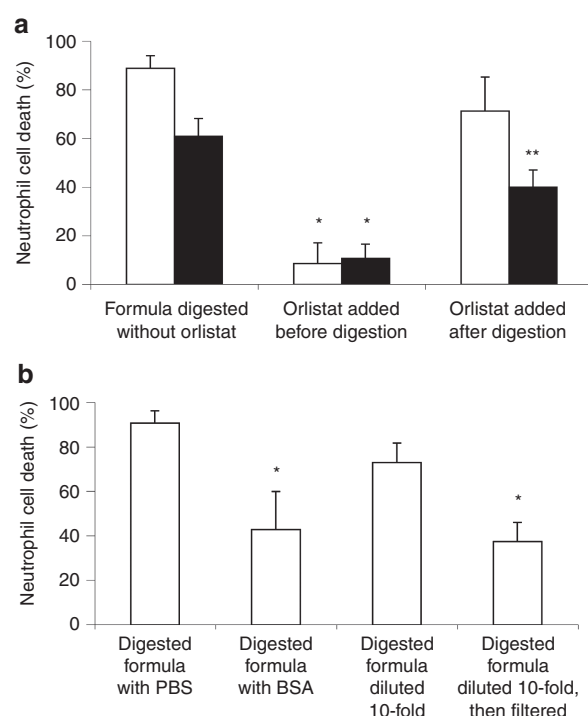 a
Neutrophil cell death (%)
100
80
60
40
20
0
*
*
**
Formula digested
without orlistat
Orlistat added
before digestion
Orlistat added
after digestion
b
Neutrophil cell death (%)
100
80
60
40
20
0
*
*
Digested
formula
with PBS
Digested
formula
with BSA
Digested
formula
diluted
10-fold
Digested
formula
diluted 10-fold,
then filtered